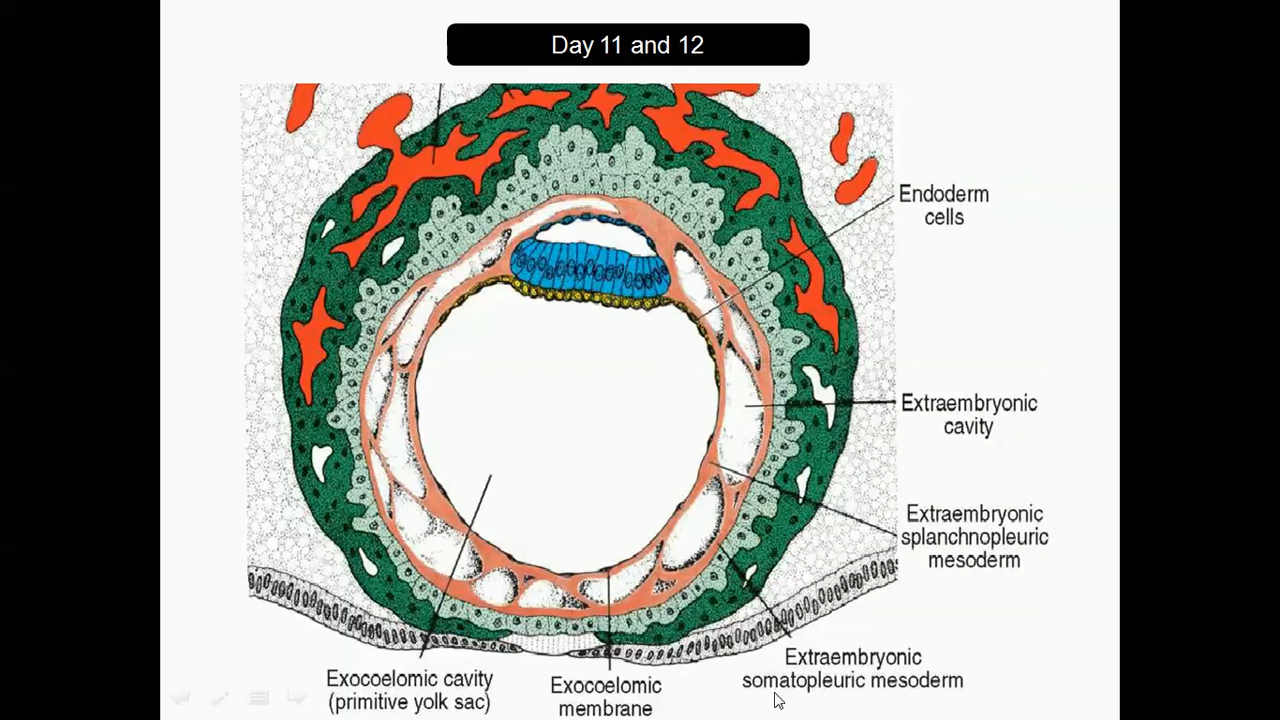 Day 11 and 12
Endoderm
cells
Extraembryonic
cavity
Extraembryonic
splanchnopleuric
mesoderm
Extraembryonic
somatopleuric mesoderm
Exocoelomic cavity
(primitive yolk sac)
Exocoelomic
membrane